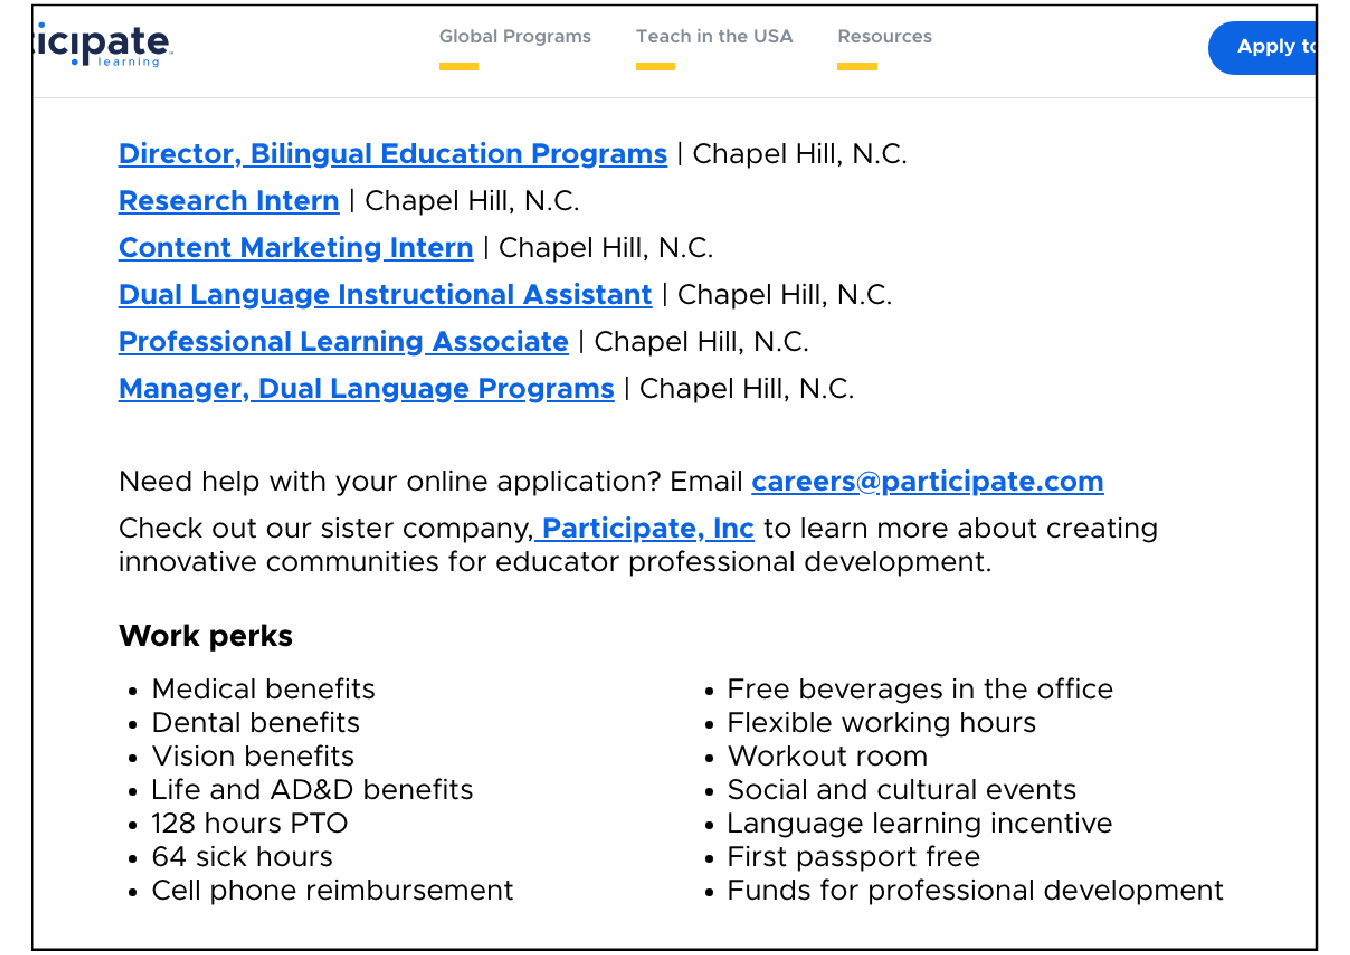 ticipate
learning
Global Programs
Teach in the USA
Resources
Apply to
Director, Bilingual Education Programs | Chapel Hill, N.C.
Research Intern | Chapel Hill, N.C.
Content Marketing Intern | Chapel Hill, N.C.
Dual Language Instructional Assistant | Chapel Hill, N.C.
Professional Learning Associate | Chapel Hill, N.C.
Manager, Dual Language Programs | Chapel Hill, N.C.
Need help with your online application? Email careers@participate.com
Check out our sister company, Participate, Inc to learn more about creating
innovative communities for educator professional development.
Work perks
• Medical benefits
• Dental benefits
• Vision benefits
• Life and AD&D benefits
• 128 hours PTO
• 64 sick hours
• Cell phone reimbursement
• Free beverages in the office
• Flexible working hours
• Workout room
• Social and cultural events
• Language learning incentive
• First passport free
• Funds for professional development